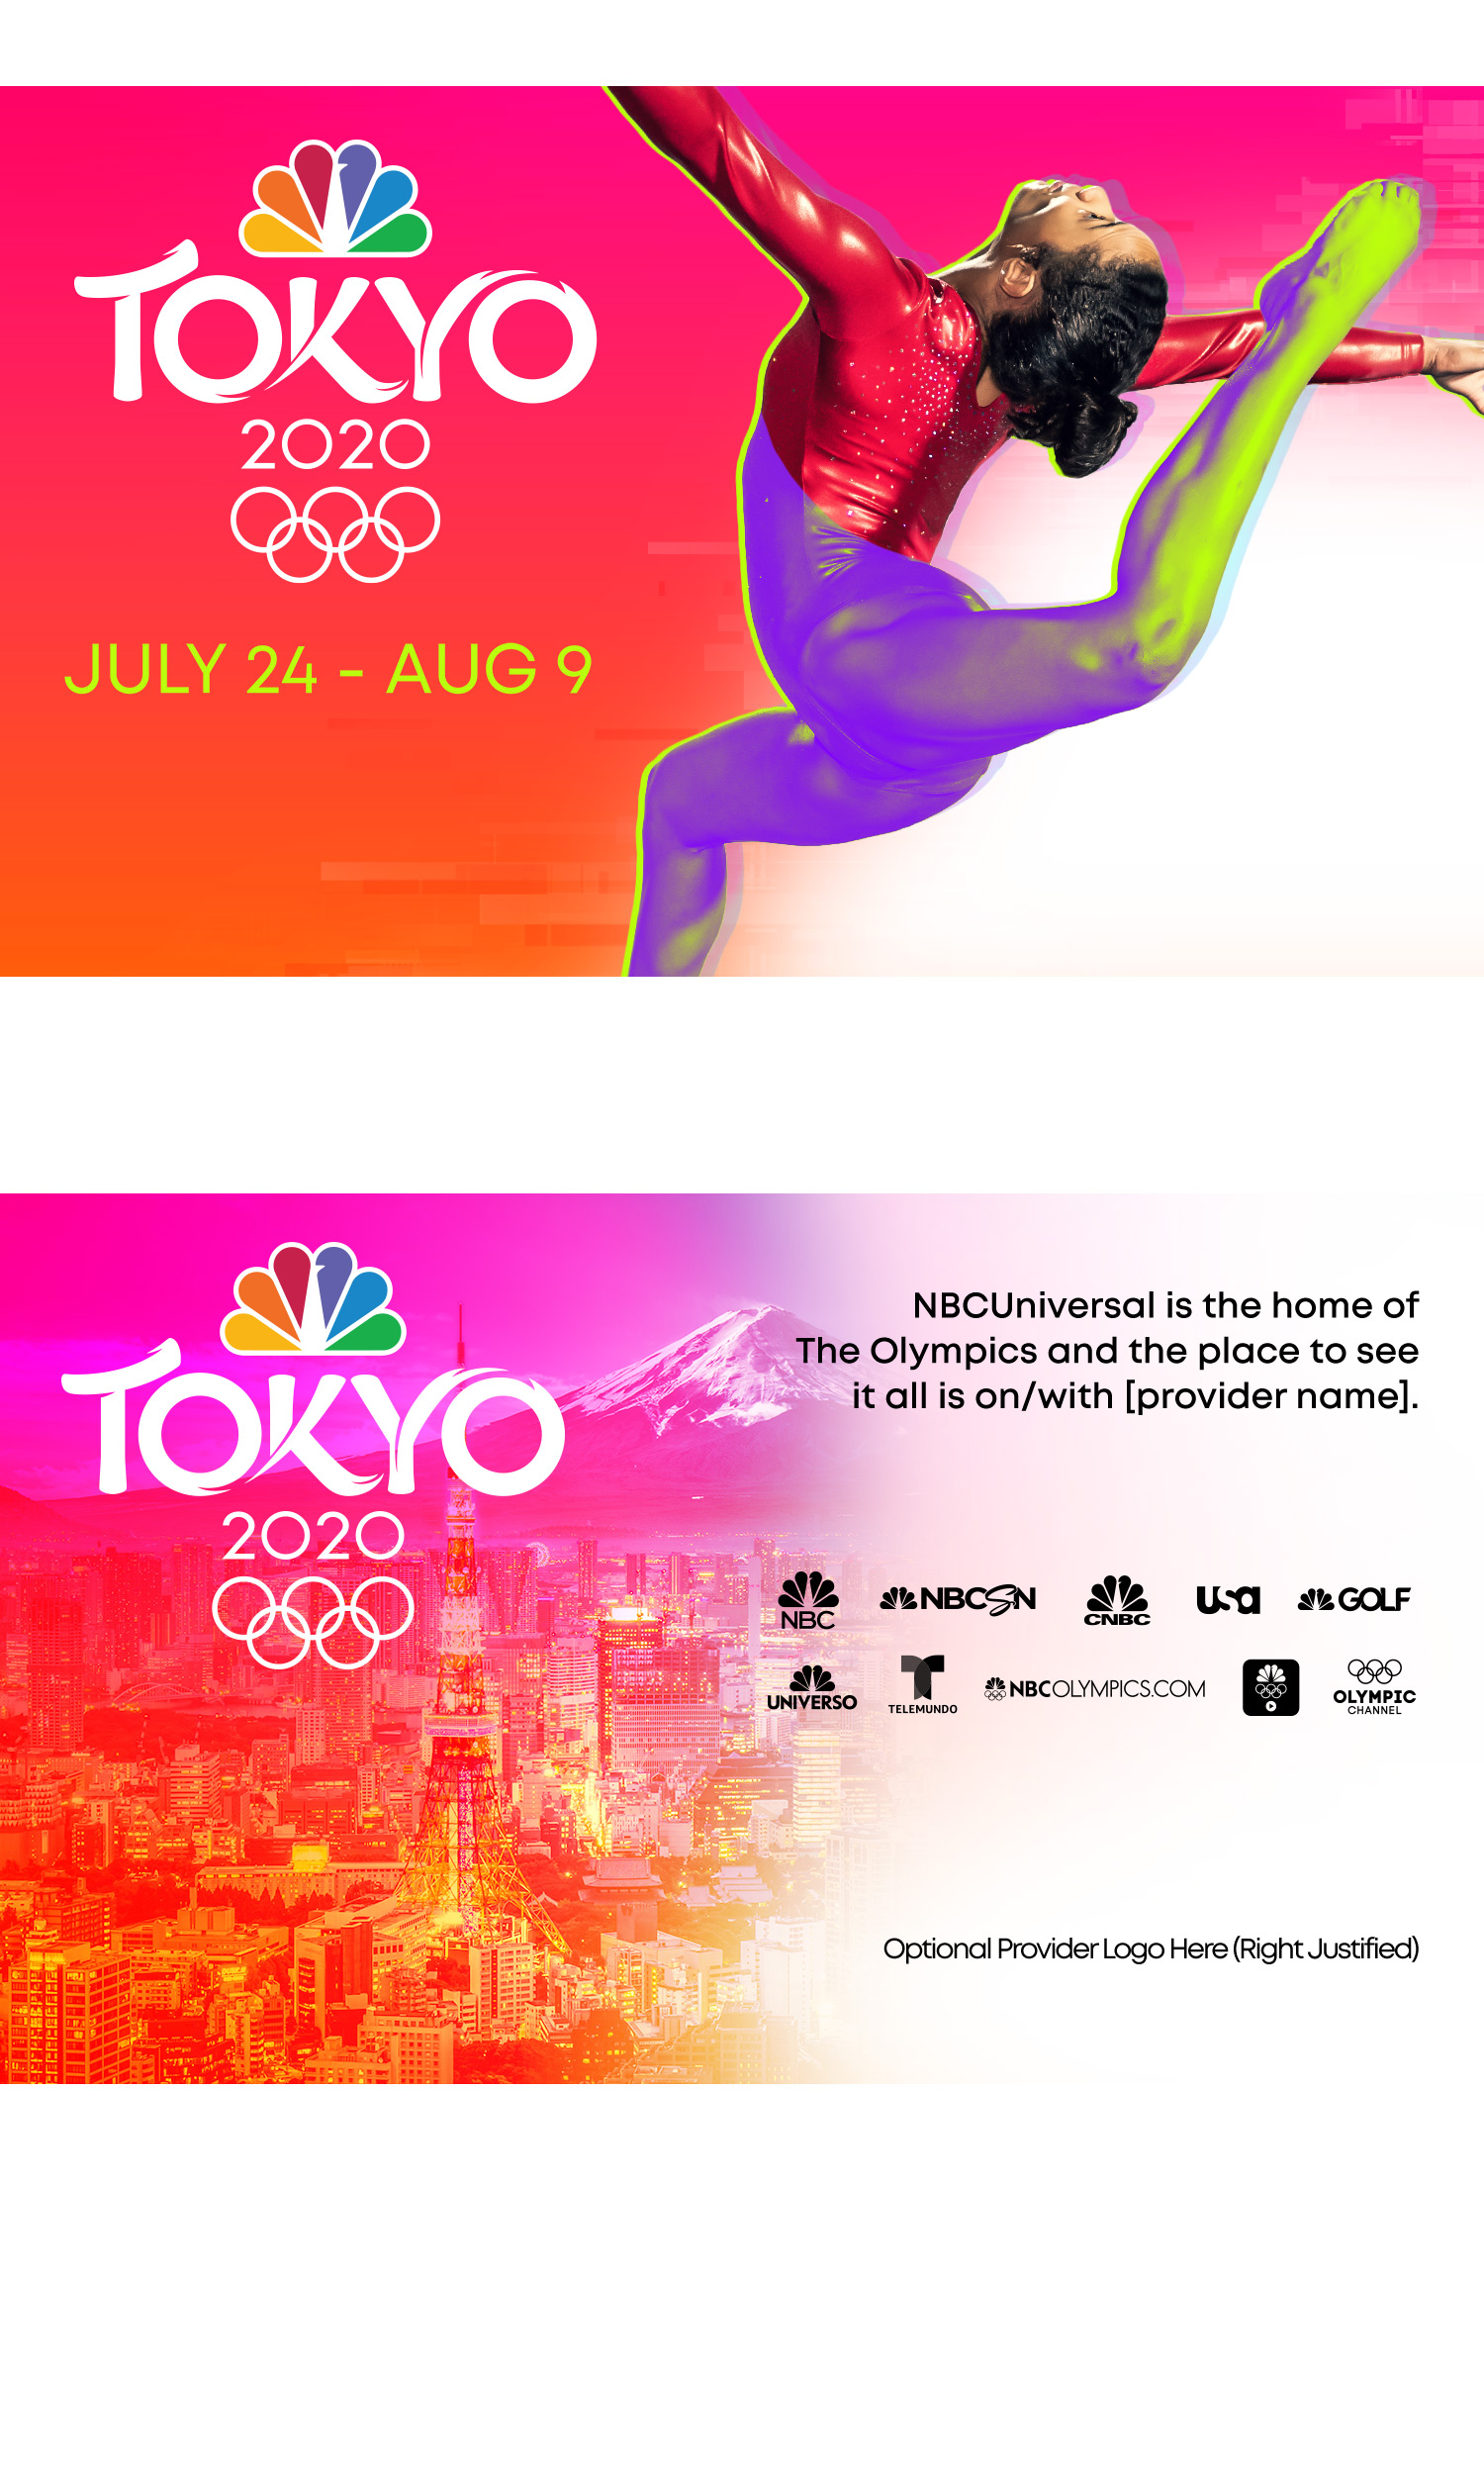 TOKYO
2020
JULY 24 - AUG 9
TOKYO
2020
NBCUniversal is the home of
The Olympics and the place to see
it all is on/with [provider name].
NBC NBCSN CNBC USA GOLF
UNIVERSO TELEMUNDO NBCOLYMPICS.COM OLYMPIC CHANNEL
Optional Provider Logo Here (Right Justified)